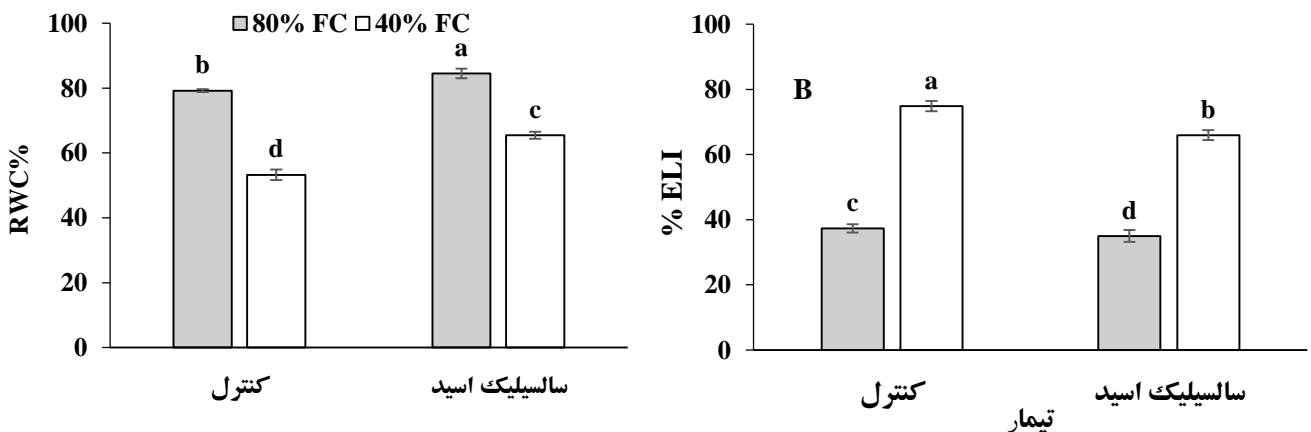 80% FC 40% FC
RWC%
100
80
60
40
20
0
b
d
a
c
کنترل
سالسیلیک اسید
B
% ELI
100
80
60
40
20
0
c
a
d
b
کنترل
سالسیلیک اسید
تیمار